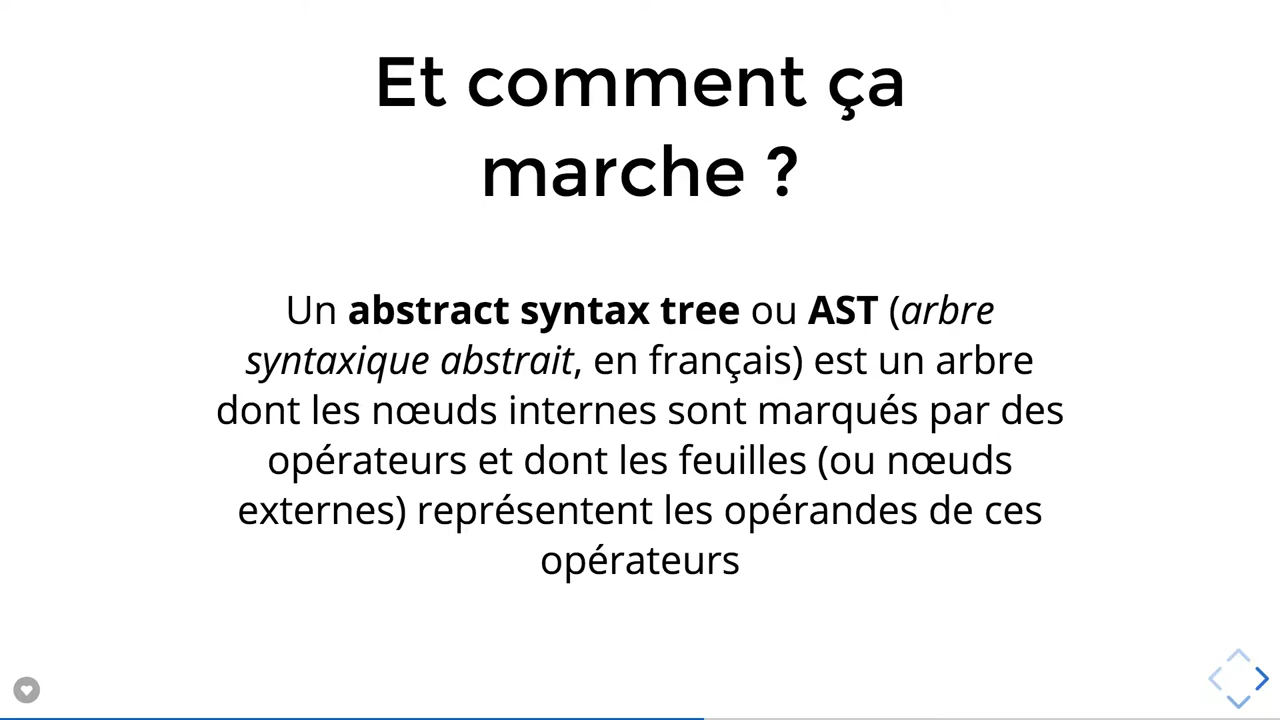 Et comment ça
marche ?
Un abstract syntax tree ou AST (arbre
syntaxique abstrait, en français) est un arbre
dont les nœuds internes sont marqués par des
opérateurs et dont les feuilles (ou nœuds
externes) représentent les opérandes de ces
opérateurs